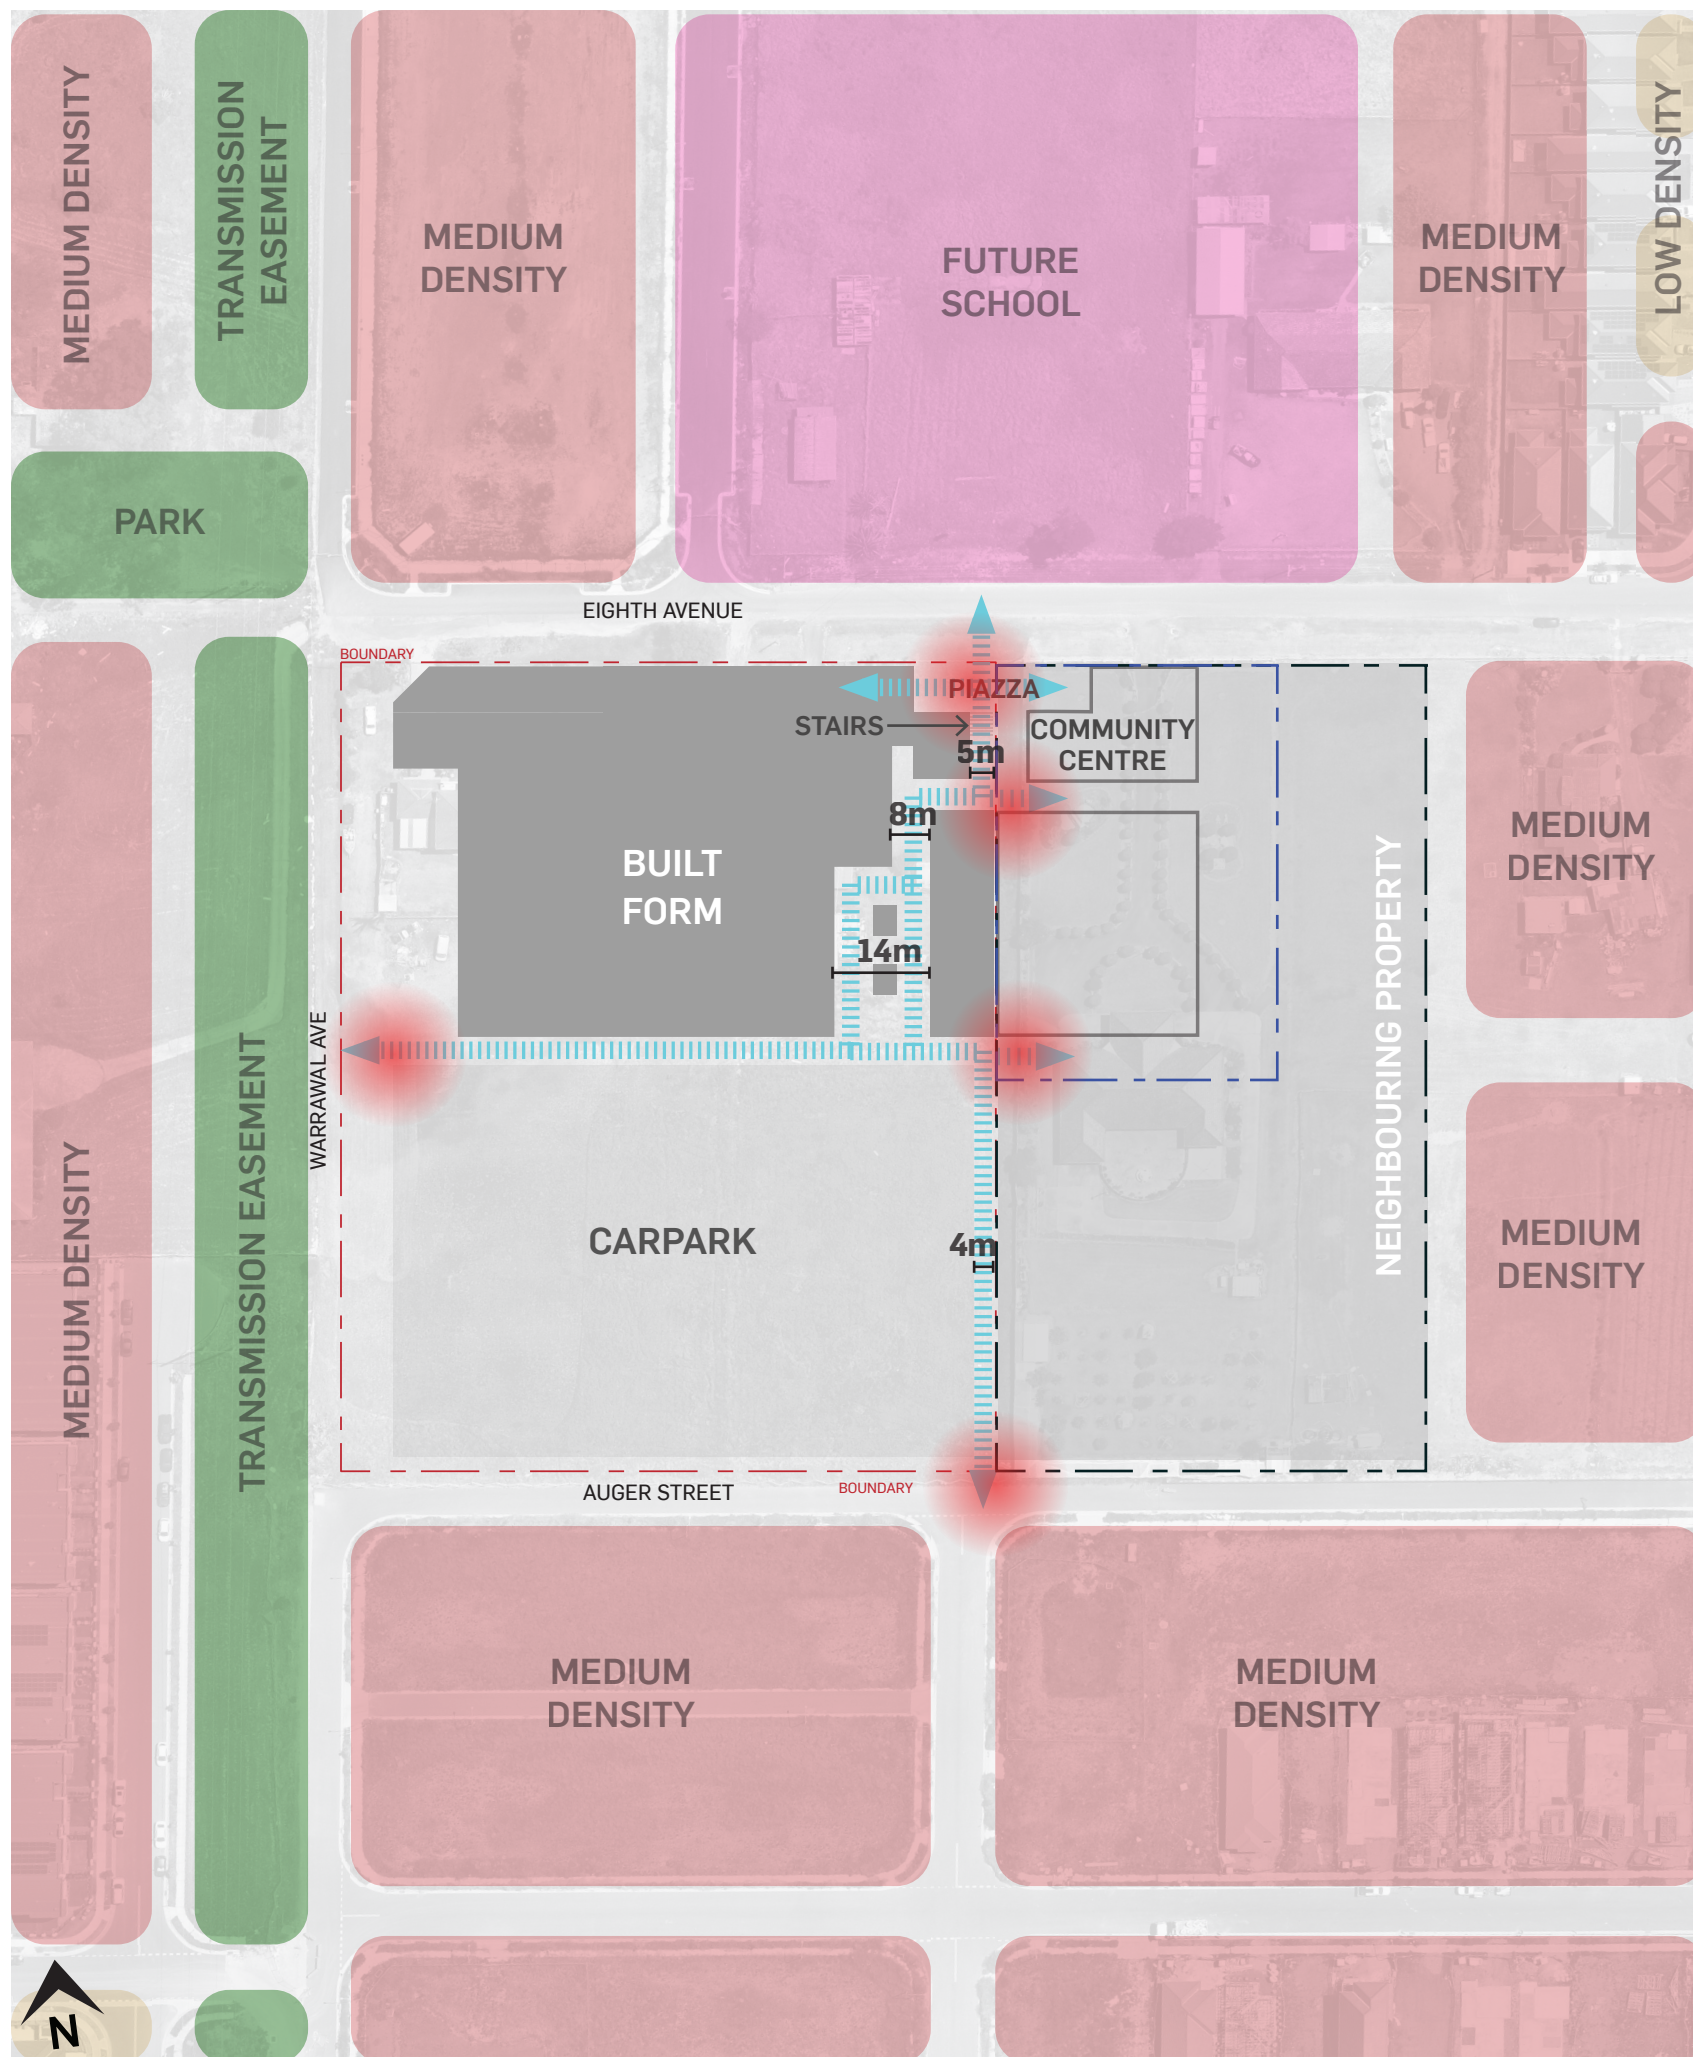 MEDIUM DENSITY
TRANSMISSION
EASEMENT
MEDIUM
DENSITY
FUTURE
SCHOOL
MEDIUM
DENSITY
LOW DENSITY
PARK
EIGHTH AVENUE
BOUNDARY
PIAZZA
STAIRS
COMMUNITY
CENTRE
5m
8m
BUILT
FORM
14m
MEDIUM
DENSITY
NEIGHBOURING PROPERTY
WARRAWAL AVE
TRANSMISSION EASEMENT
MEDIUM DENSITY
CARPARK
4m
MEDIUM
DENSITY
AUGER STREET
BOUNDARY
MEDIUM
DENSITY
MEDIUM
DENSITY
N